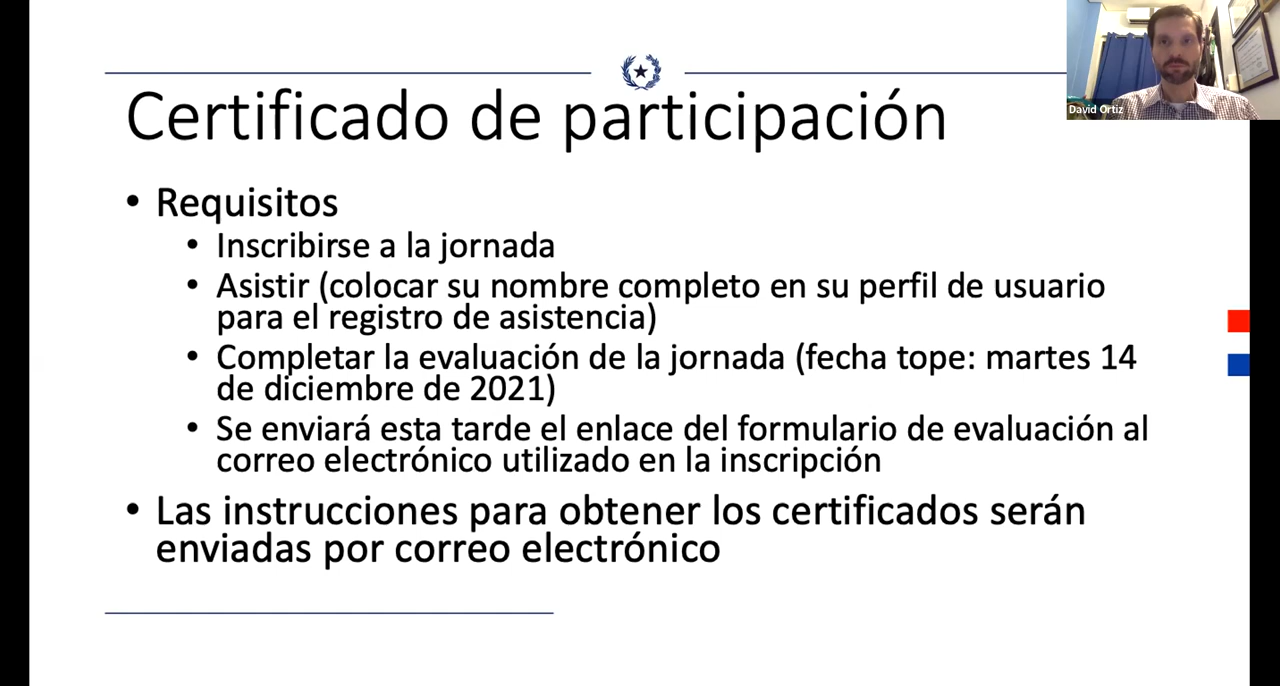 Certificado de participación
David Ortiz
• Requisitos
• Inscribirse a la jornada
• Asistir (colocar su nombre completo en su perfil de usuario
para el registro de asistencia)
• Completar la evaluación de la jornada (fecha tope: martes 14
de diciembre de 2021)
• Se enviará esta tarde el enlace del formulario de evaluación al
correo electrónico utilizado en la inscripción
• Las instrucciones para obtener los certificados serán
enviadas por correo electrónico